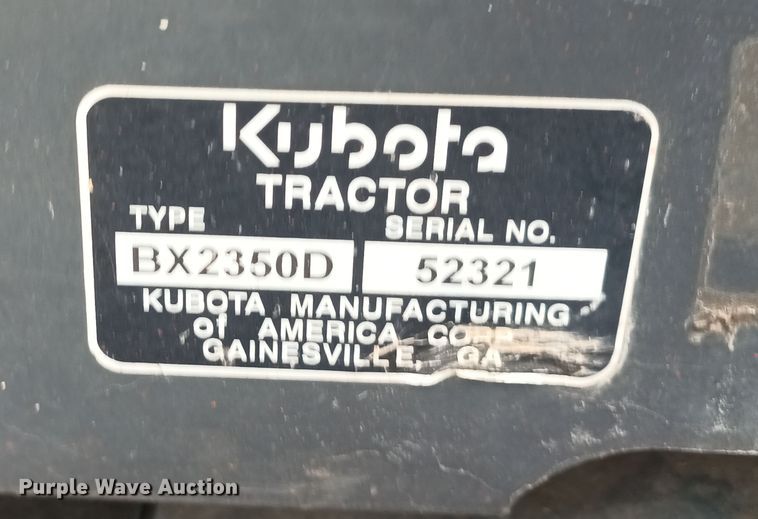 Kubota
TRACTOR
TYPE SERIAL NO.
BX2350D 52321
KUBOTA MANUFACTURING
of AMERICA CORP
GAINESVILLE, GA
Purple Wave Auction